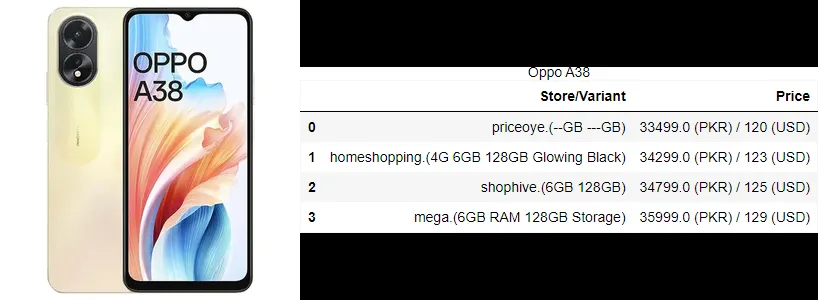 OPPO
A38
Oppo A38
Store/Variant Price
0 priceoye.(--GB ---GB) 33499.0 (PKR) / 120 (USD)
1 homeshopping.(4G 6GB 128GB Glowing Black) 34299.0 (PKR) / 123 (USD)
2 shophive.(6GB 128GB) 34799.0 (PKR) / 125 (USD)
3 mega.(6GB RAM 128GB Storage) 35999.0 (PKR) / 129 (USD)